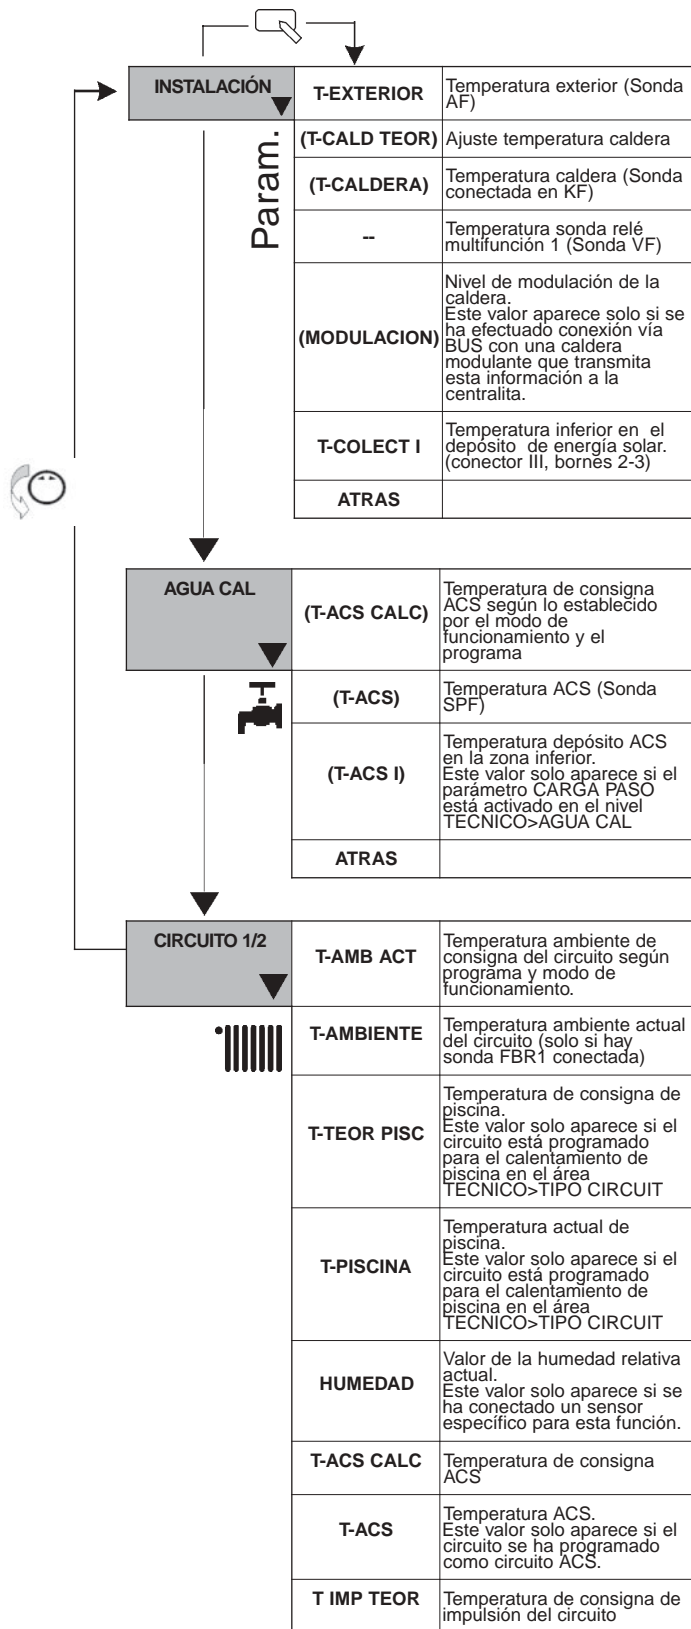 INSTALACIÓN
Param.
T-EXTERIOR
Temperatura exterior (Sonda
AF)
(T-CALD TEOR)
Ajuste temperatura caldera
(T-CALDERA)
Temperatura caldera (Sonda
conectada en KF)
--
Temperatura sonda relé
multifunción 1 (Sonda VF)
(MODULACION)
Nivel de modulación de la
caldera.
Este valor aparece solo si se
ha efectuado conexión vía
BUS con una caldera
modulante que transmita
esta información a la
centralita.
T-COLECT I
Temperatura inferior en el
depósito de energía solar.
(conector III, bornes 2-3)
ATRAS
AGUA CAL
(T-ACS CALC)
Temperatura de consigna
ACS según lo establecido
por el modo de
funcionamiento y el
programa
(T-ACS)
Temperatura ACS (Sonda
SPF)
(T-ACS I)
Temperatura depósito ACS
en la zona inferior.
Este valor solo aparece si el
parámetro CARGA PASO
está activado en el nivel
TECNICO>AGUA CAL
ATRAS
CIRCUITO 1/2
T-AMB ACT
Temperatura ambiente de
consigna del circuito según
programa y modo de
funcionamiento.
T-AMBIENTE
Temperatura ambiente actual
del circuito (solo si hay
sonda FBR1 conectada)
T-TEOR PISC
Temperatura de consigna de
piscina.
Este valor solo aparece si el
circuito está programado
para el calentamiento de
piscina en el área
TECNICO>TIPO CIRCUIT
T-PISCINA
Temperatura actual de
piscina.
Este valor solo aparece si el
circuito está programado
para el calentamiento de
piscina en el área
TECNICO>TIPO CIRCUIT
HUMEDAD
Valor de la humedad relativa
actual.
Este valor solo aparece si se
ha conectado un sensor
específico para esta función.
T-ACS CALC
Temperatura de consigna
ACS
T-ACS
Temperatura ACS.
Este valor solo aparece si el
circuito se ha programado
como circuito ACS.
T IMP TEOR
Temperatura de consigna de
impulsión del circuito